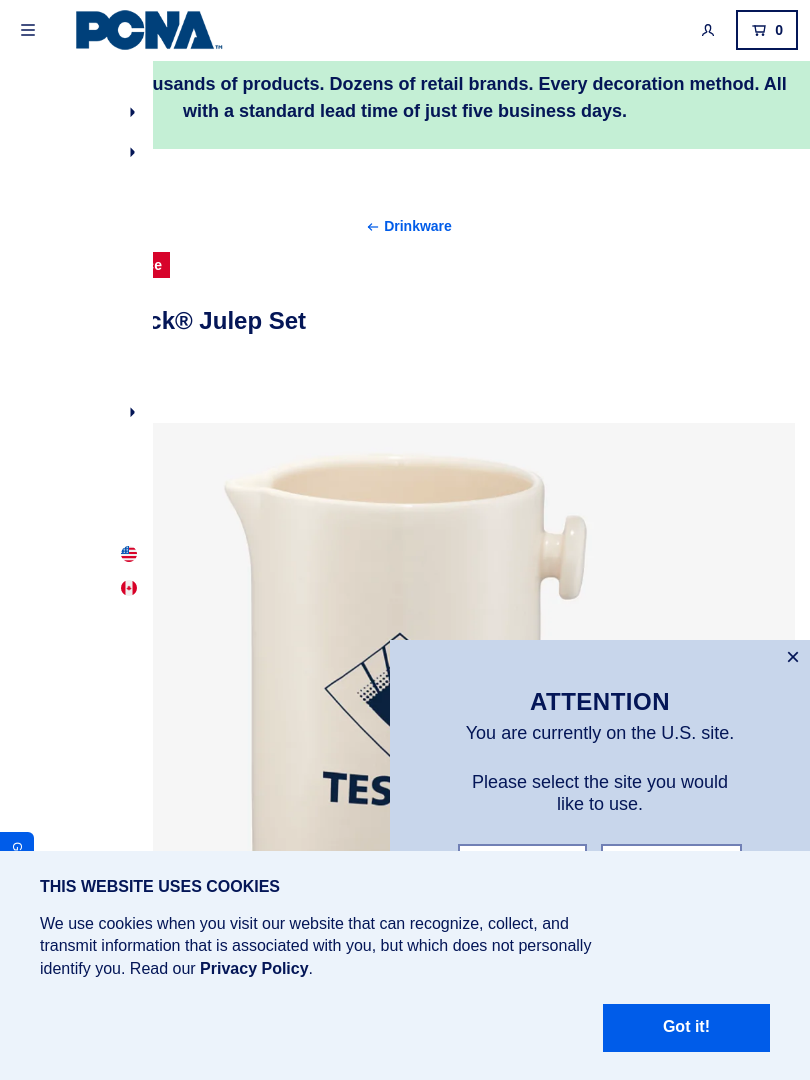 PCNA™
0
usands of products. Dozens of retail brands. Every decoration method. All
with a standard lead time of just five business days.
← Drinkware
ck® Julep Set
×
ATTENTION
You are currently on the U.S. site.
Please select the site you would
like to use.
THIS WEBSITE USES COOKIES
We use cookies when you visit our website that can recognize, collect, and
transmit information that is associated with you, but which does not personally
identify you. Read our Privacy Policy.
Got it!